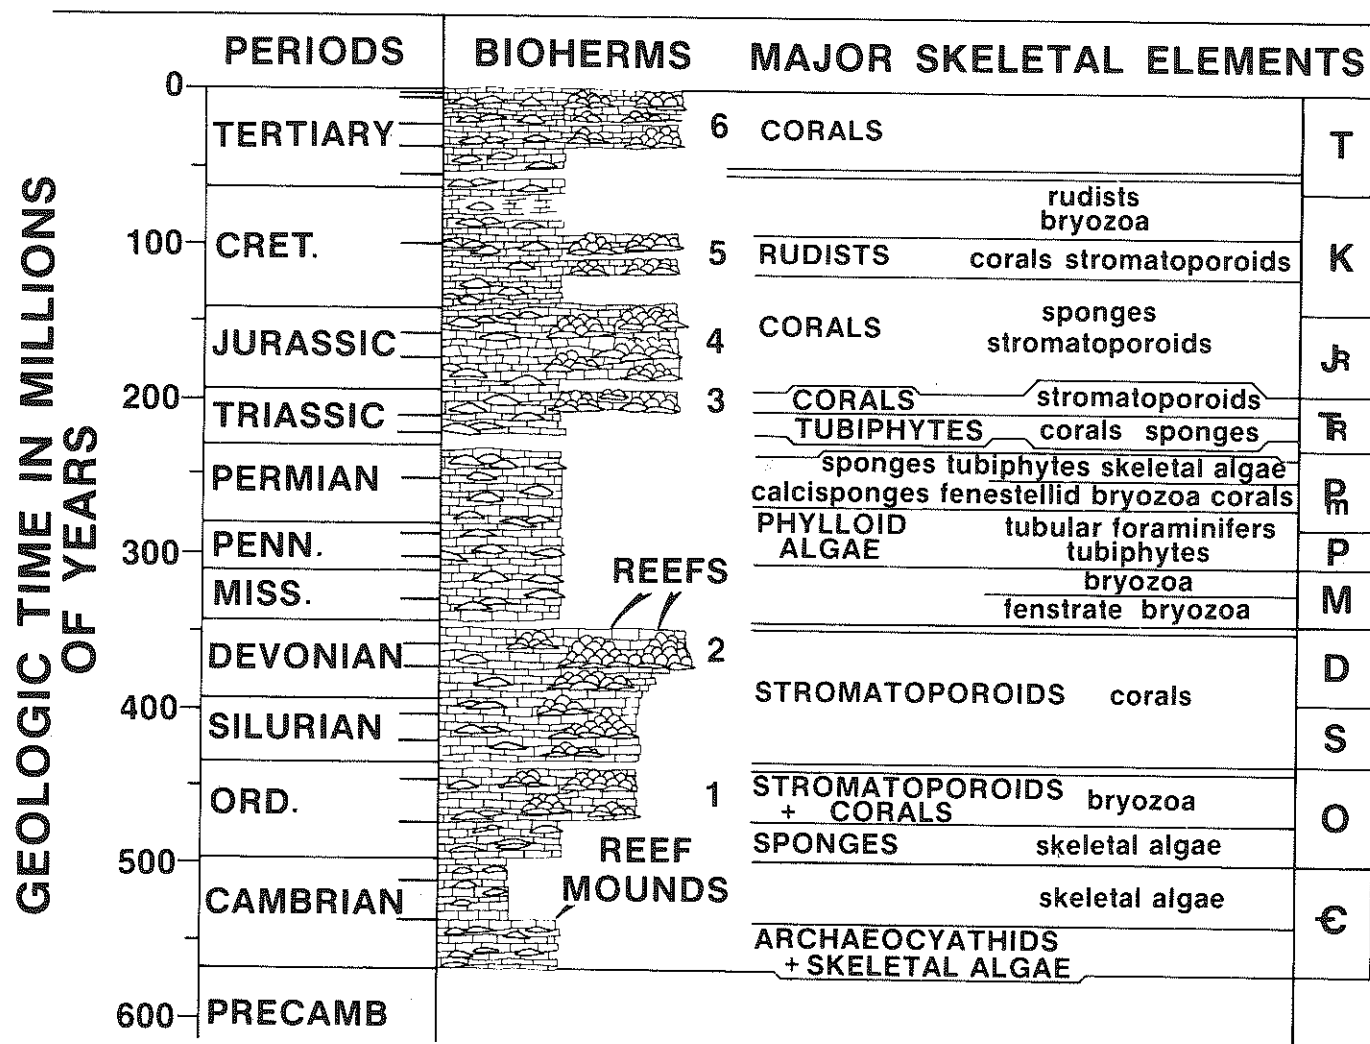 PERIODS BIOHERMS MAJOR SKELETAL ELEMENTS
GEOLOGIC TIME IN MILLIONS
OF YEARS
0
TERTIARY 6 CORALS T
rudists
bryozoa
100 CRET. 5 RUDISTS corals stromatoporoids K
JURASSIC 4 CORALS sponges
stromatoporoids JR
200 TRIASSIC 3 CORALS stromatoporoids
TUBIPHYTES corals sponges TR
PERMIAN sponges tubiphytes skeletal algae
calcisponges fenestellid bryozoa corals Pm
PENN. PHYLLOID tubular foraminifers
300 ALGAE tubiphytes P
REEFS
MISS. bryozoa
fenstrate bryozoa M
DEVONIAN 2 D
400 STROMATOPOROIDS corals
SILURIAN S
ORD. 1 STROMATOPOROIDS bryozoa
+ CORALS O
500 SPONGES skeletal algae
REEF
MOUNDS
CAMBRIAN skeletal algae Є
ARCHAEOCYATHIDS
+ SKELETAL ALGAE
600 PRECAMB